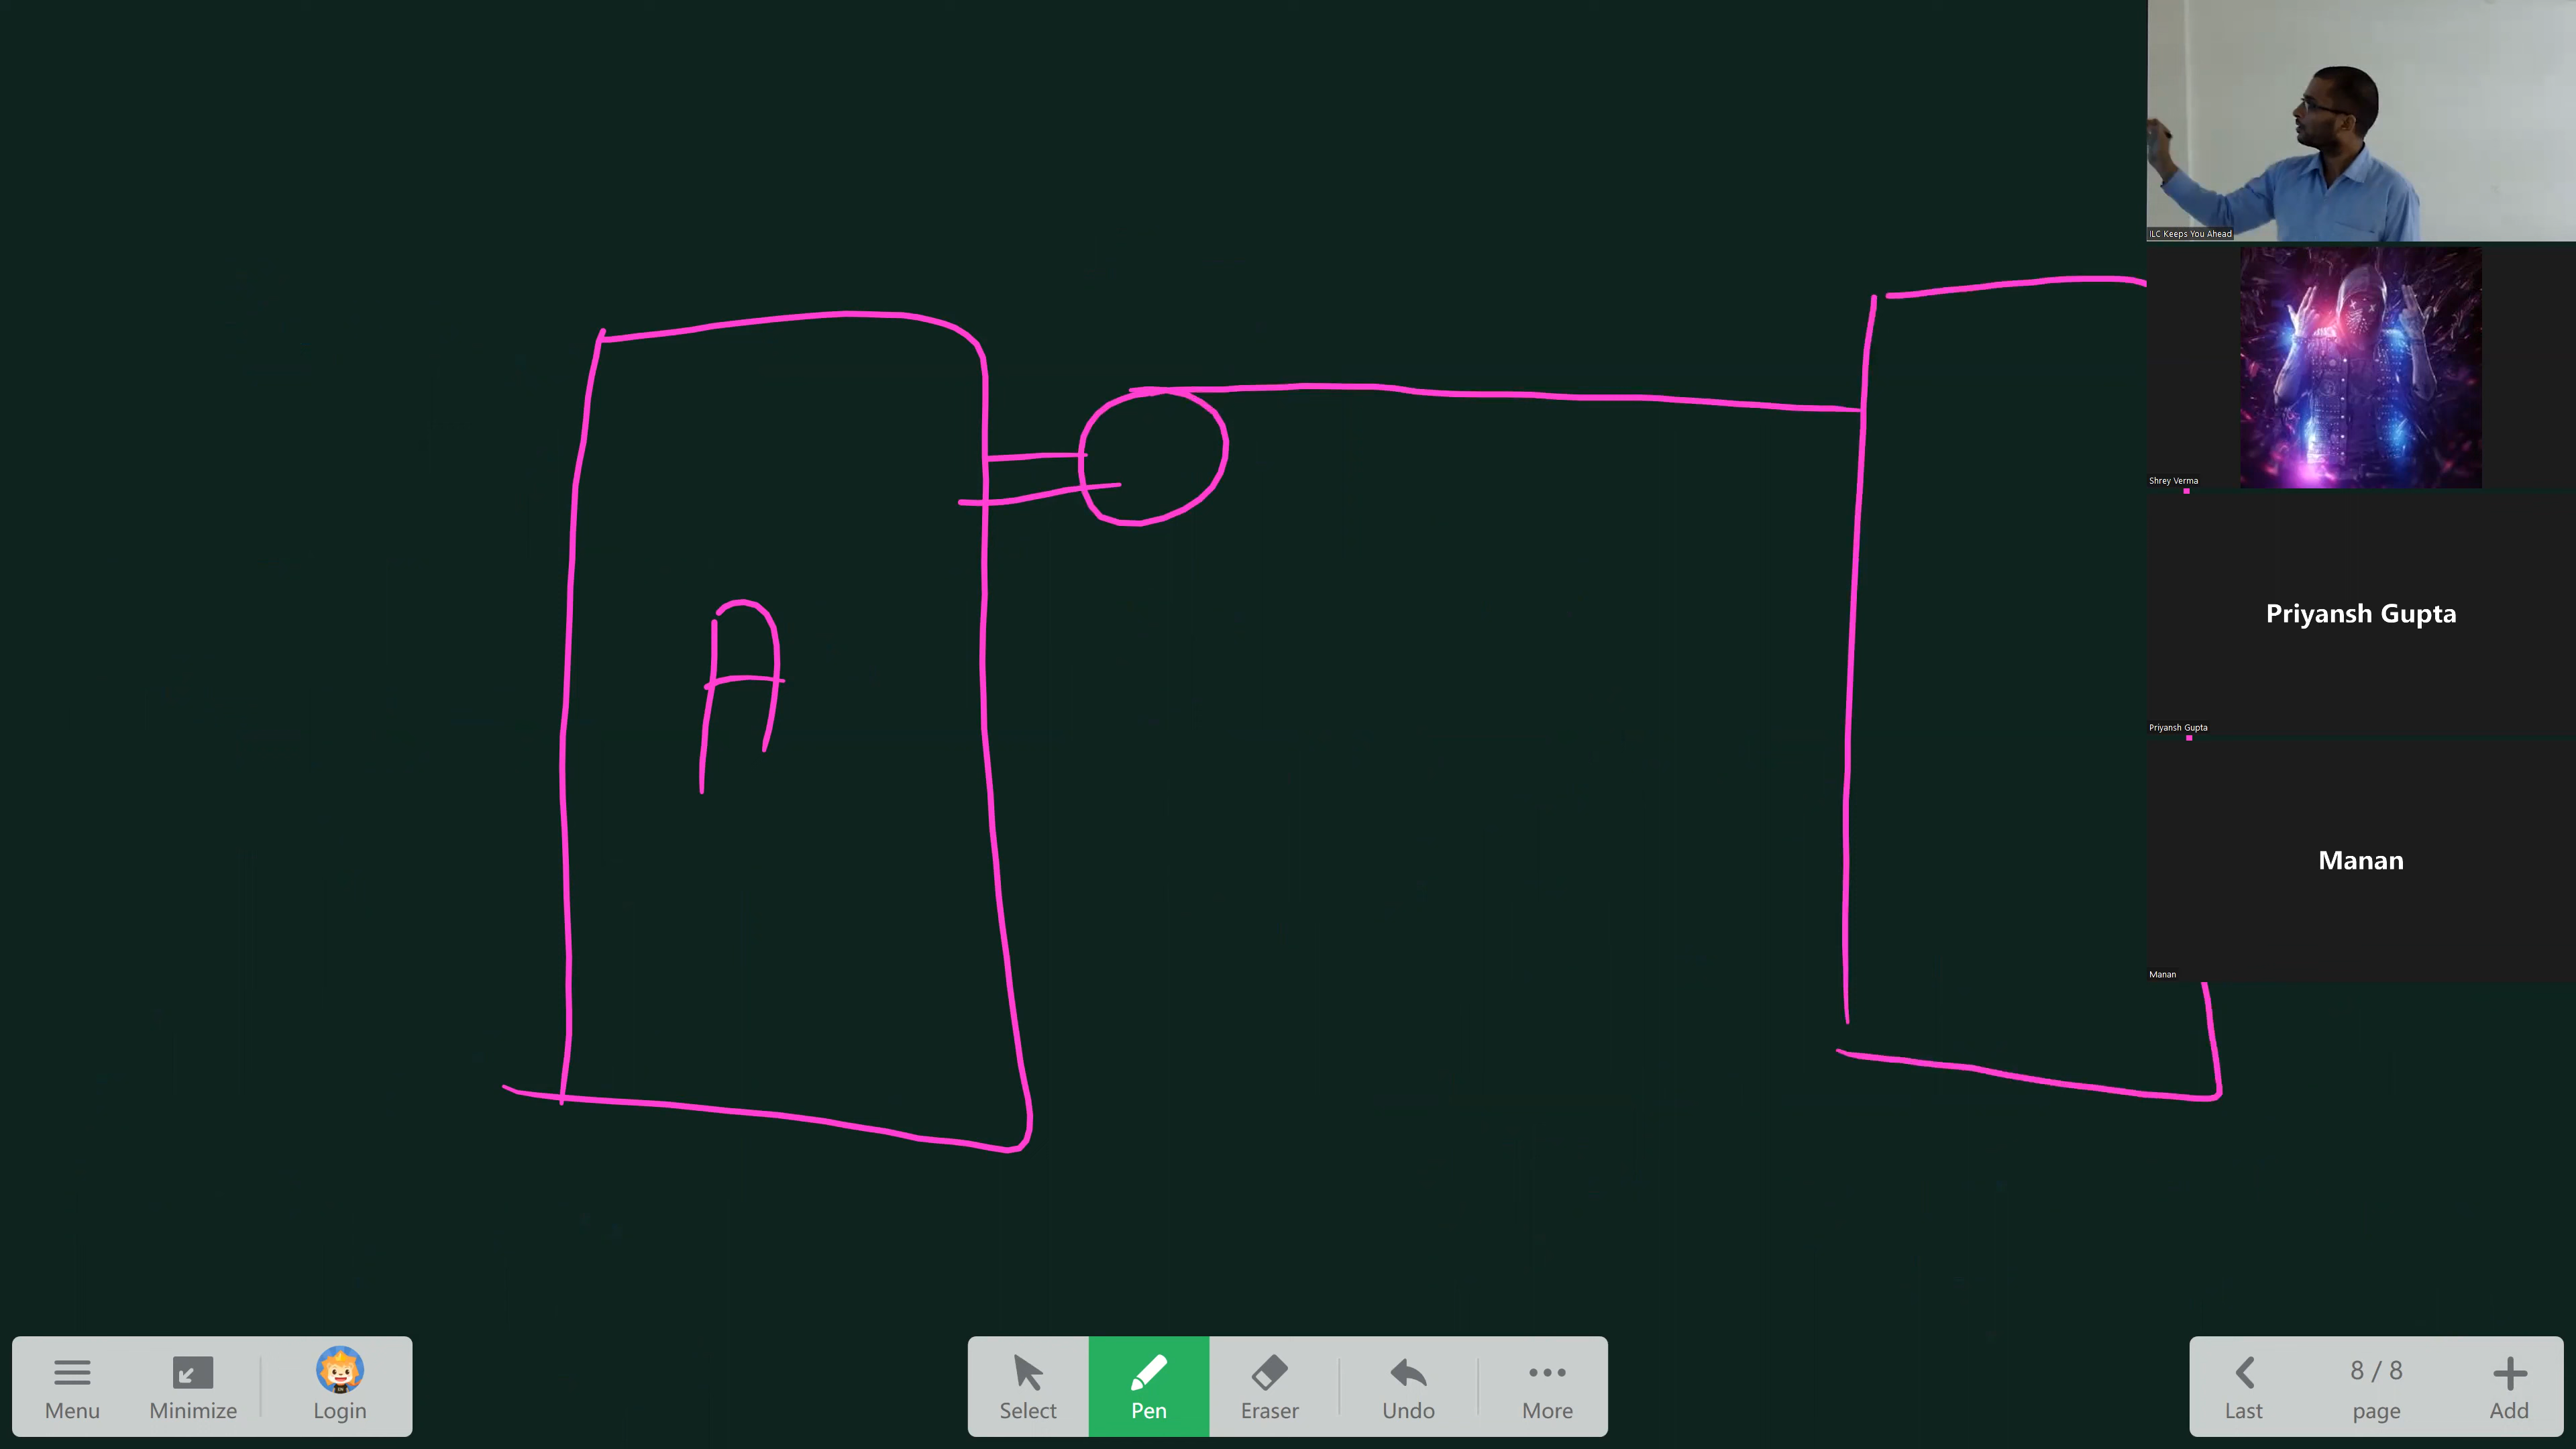 ILC Keeps You Ahead
Shrey Verma
A
Priyansh Gupta
Priyansh Gupta
Manan
Manan
Menu
Minimize
Login
Select
Pen
Eraser
Undo
More
Last
8 / 8
page
Add